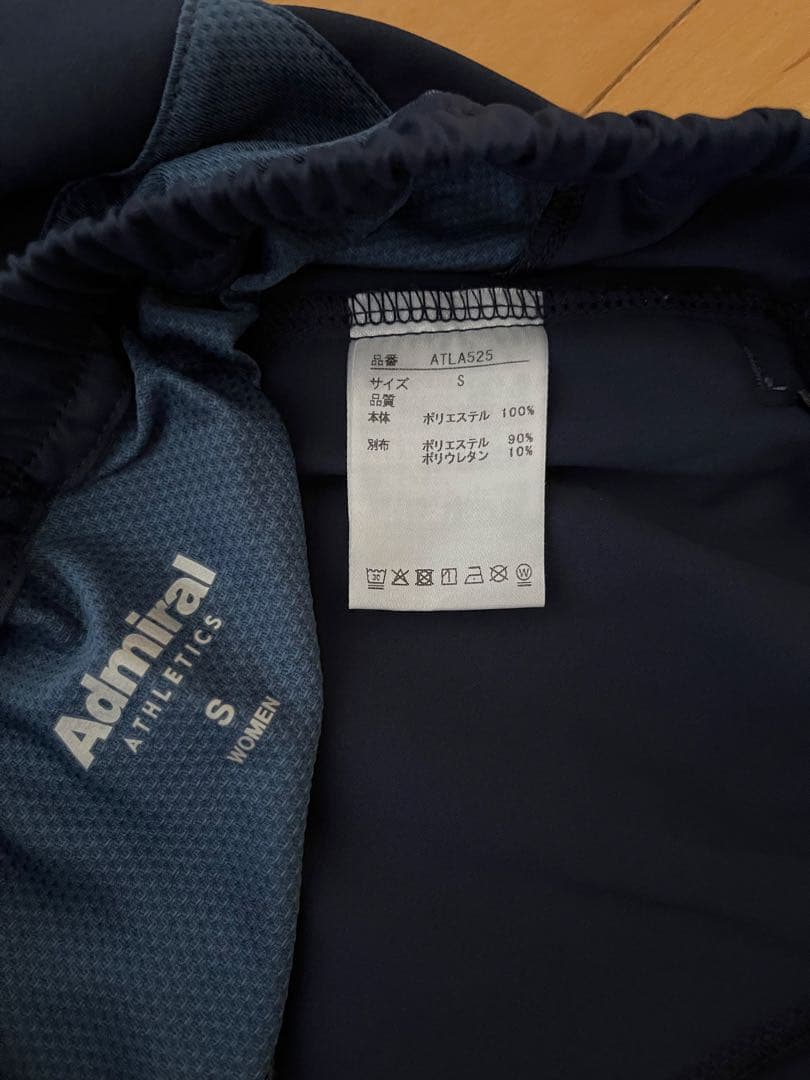 品番 ATLA525
サイズ S
品質
本体 ポリエステル 100%
別布 ポリエステル 90%
ポリウレタン 10%
30 W
Admiral
ATHLETICS
S
WOMEN